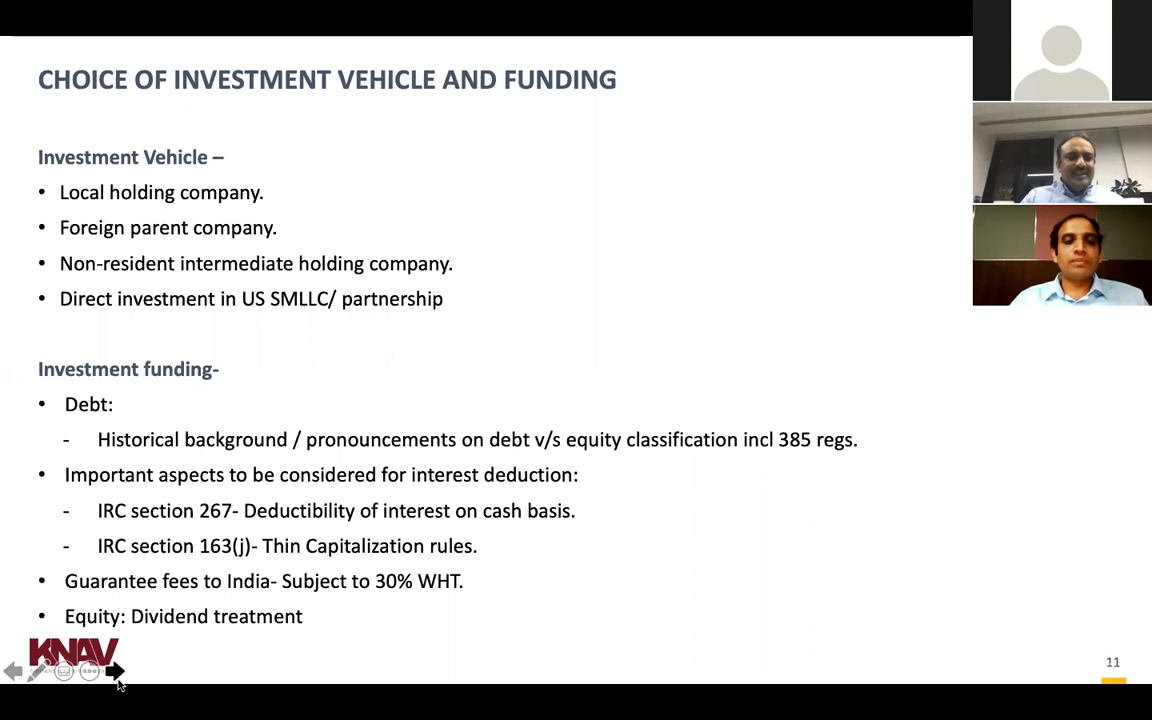 CHOICE OF INVESTMENT VEHICLE AND FUNDING
Investment Vehicle –
• Local holding company.
• Foreign parent company.
• Non-resident intermediate holding company.
• Direct investment in US SMLLC/ partnership
Investment funding-
• Debt:
- Historical background / pronouncements on debt v/s equity classification incl 385 regs.
• Important aspects to be considered for interest deduction:
- IRC section 267- Deductibility of interest on cash basis.
- IRC section 163(j)- Thin Capitalization rules.
• Guarantee fees to India- Subject to 30% WHT.
• Equity: Dividend treatment
KNAV
11